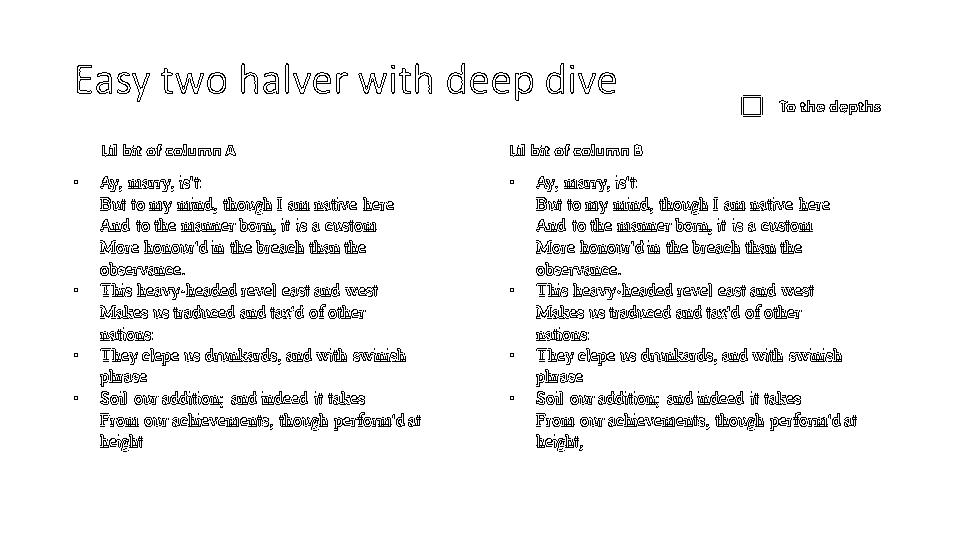 Easy two halver with deep dive
To the depths
Lil bit of column A
Ay, marry, is't:
But to my mind, though I am native here
And to the manner born, it is a custom
More honour'd in the breach than the
observance.
This heavy-headed revel east and west
Makes us traduced and tax'd of other
nations:
They clepe us drunkards, and with swinish
phrase
Soil our addition; and indeed it takes
From our achievements, though perform'd at
height
Lil bit of column B
Ay, marry, is't:
But to my mind, though I am native here
And to the manner born, it is a custom
More honour'd in the breach than the
observance.
This heavy-headed revel east and west
Makes us traduced and tax'd of other
nations:
They clepe us drunkards, and with swinish
phrase
Soil our addition; and indeed it takes
From our achievements, though perform'd at
height,